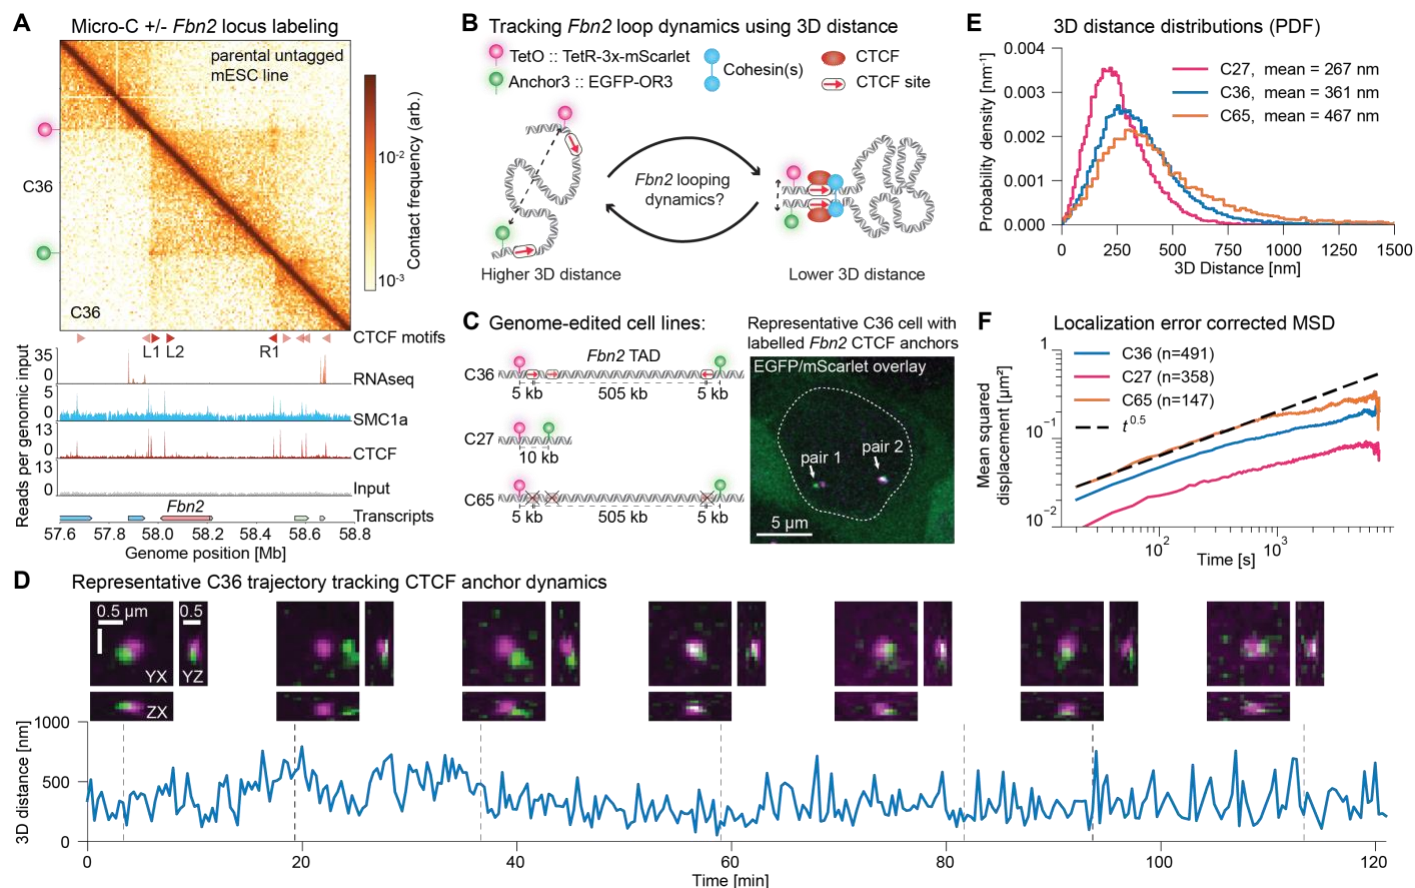 A Micro-C +/- Fbn2 locus labeling
parental untagged
mESC line
C36
C36
Contact frequency (arb.)
10-2
10-3
CTCF motifs
L1 L2 R1
35
0
RNAseq
5
0
SMC1a
13
0
CTCF
13
0
Input
Reads per genomic input
Fbn2
Transcripts
57.6 57.8 58.0 58.2 58.4 58.6 58.8
Genome position [Mb]
B Tracking Fbn2 loop dynamics using 3D distance
TetO :: TetR-3x-mScarlet
Anchor3 :: EGFP-OR3
Cohesin(s)
CTCF
CTCF site
Fbn2 looping
dynamics?
Higher 3D distance
Lower 3D distance
C Genome-edited cell lines:
Fbn2 TAD
C36
5 kb 505 kb 5 kb
C27
10 kb
C65
5 kb 505 kb 5 kb
Representative C36 cell with
labelled Fbn2 CTCF anchors
EGFP/mScarlet overlay
pair 1
pair 2
5 µm
E 3D distance distributions (PDF)
C27, mean = 267 nm
C36, mean = 361 nm
C65, mean = 467 nm
Probability density [nm-1]
0.004
0.003
0.002
0.001
0.000
0 250 500 750 1000 1250 1500
3D Distance [nm]
F Localization error corrected MSD
C36 (n=491)
C27 (n=358)
C65 (n=147)
t0.5
Mean squared
displacement [µm²]
1
10-1
10-2
102 103
Time [s]
D Representative C36 trajectory tracking CTCF anchor dynamics
0.5 µm
0.5
YX
YZ
ZX
3D distance [nm]
1000
500
0
0 20 40 60 80 100 120
Time [min]